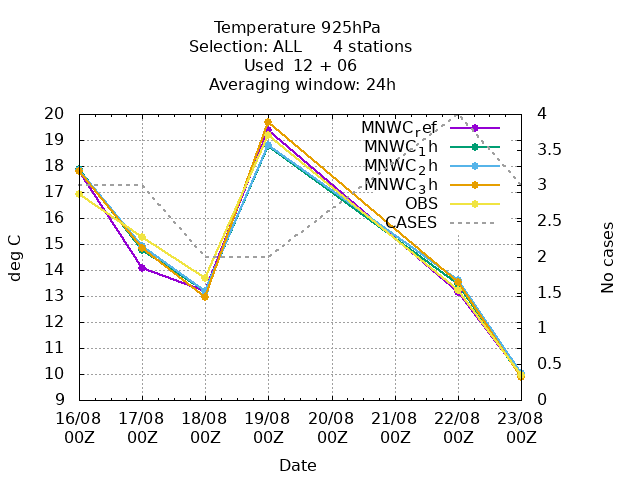 Temperature 925hPa
Selection: ALL 4 stations
Used 12 + 06
Averaging window: 24h
20
19
18
17
16
15
14
13
12
11
10
9
4
3.5
3
2.5
2
1.5
1
0.5
0
MNWC_ref
MNWC_1h
MNWC_2h
MNWC_3h
OBS
CASES
deg C
No cases
16/08 17/08 18/08 19/08 20/08 21/08 22/08 23/08
00Z 00Z 00Z 00Z 00Z 00Z 00Z 00Z
Date